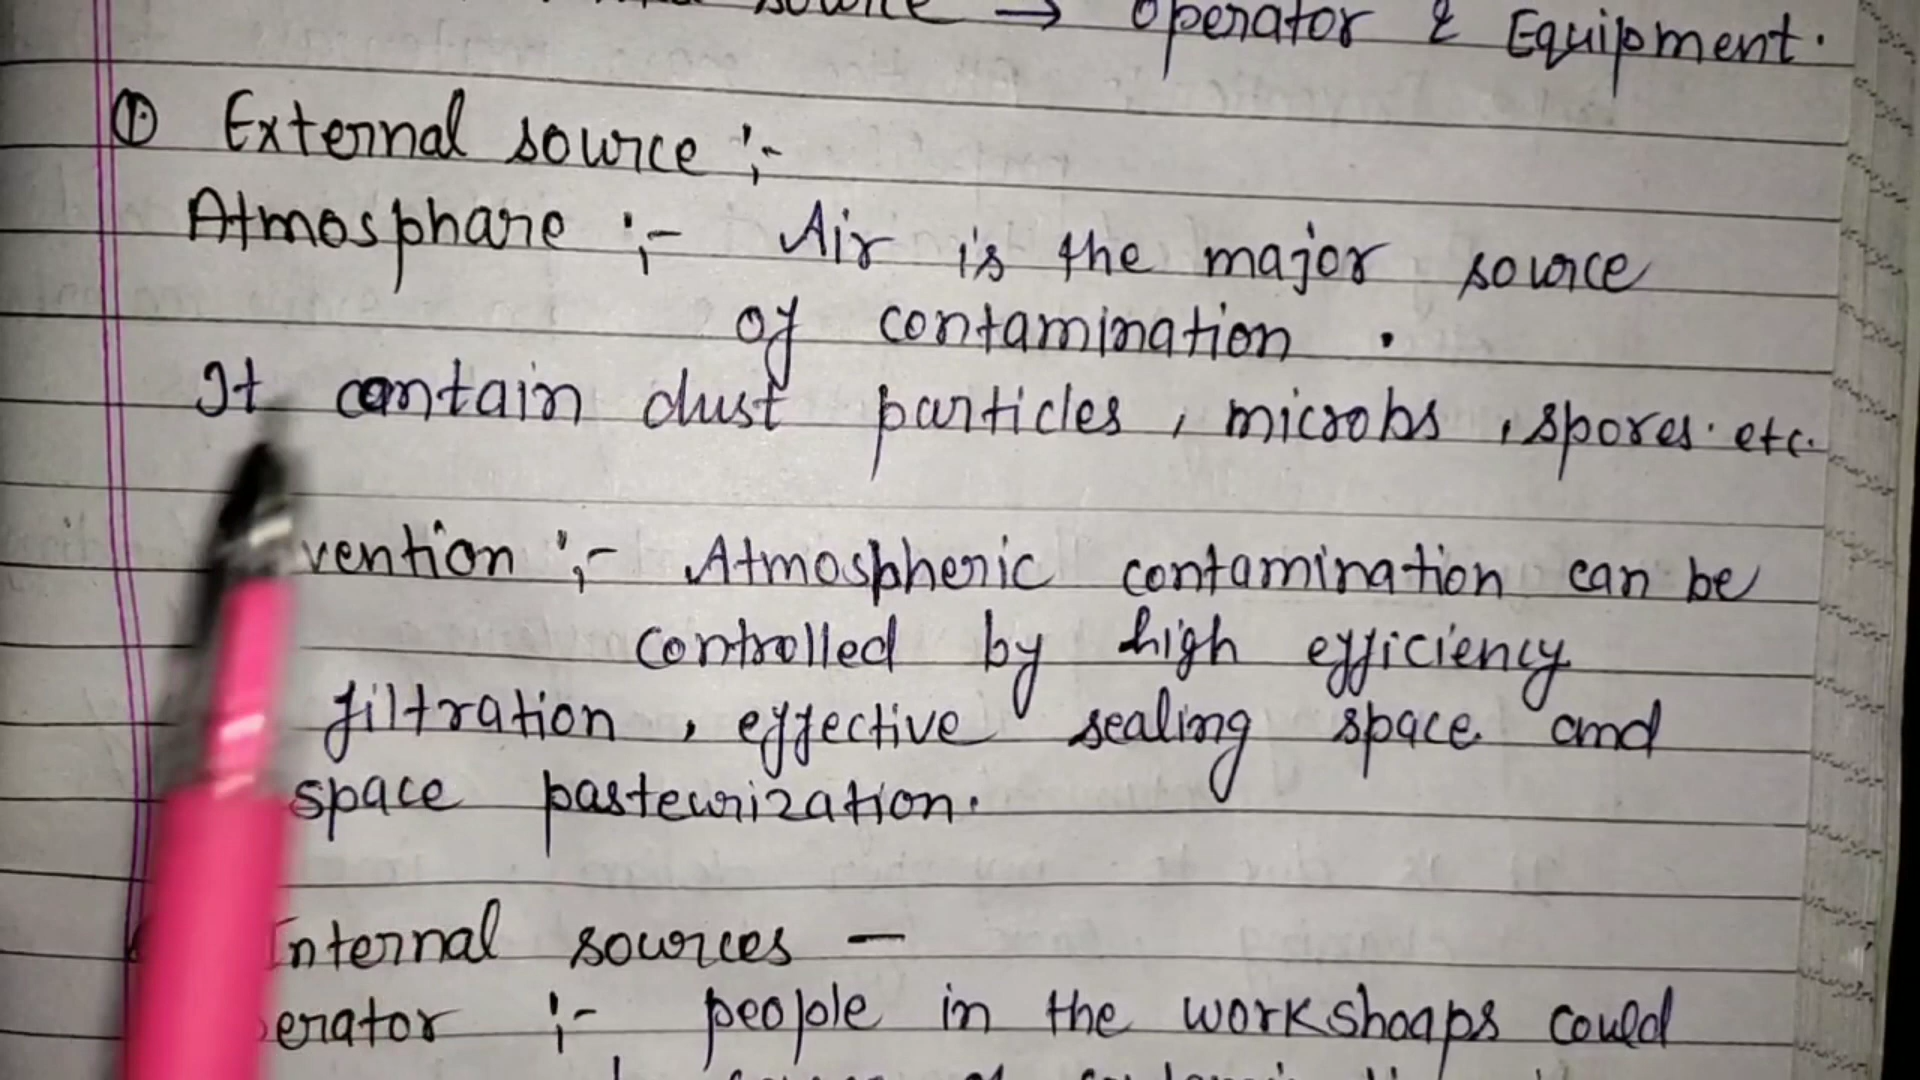 source → operator & Equipment.
① External source :-
Atmosphare :- Air is the major source
of contamination .
It contain dust particles , microbs , spores. etc.
vention :- Atmospheric contamination can be
controlled by high efficiency
filtration , effective sealing space and
space pasteurization.
Internal sources —
erator :- people in the workshoaps could